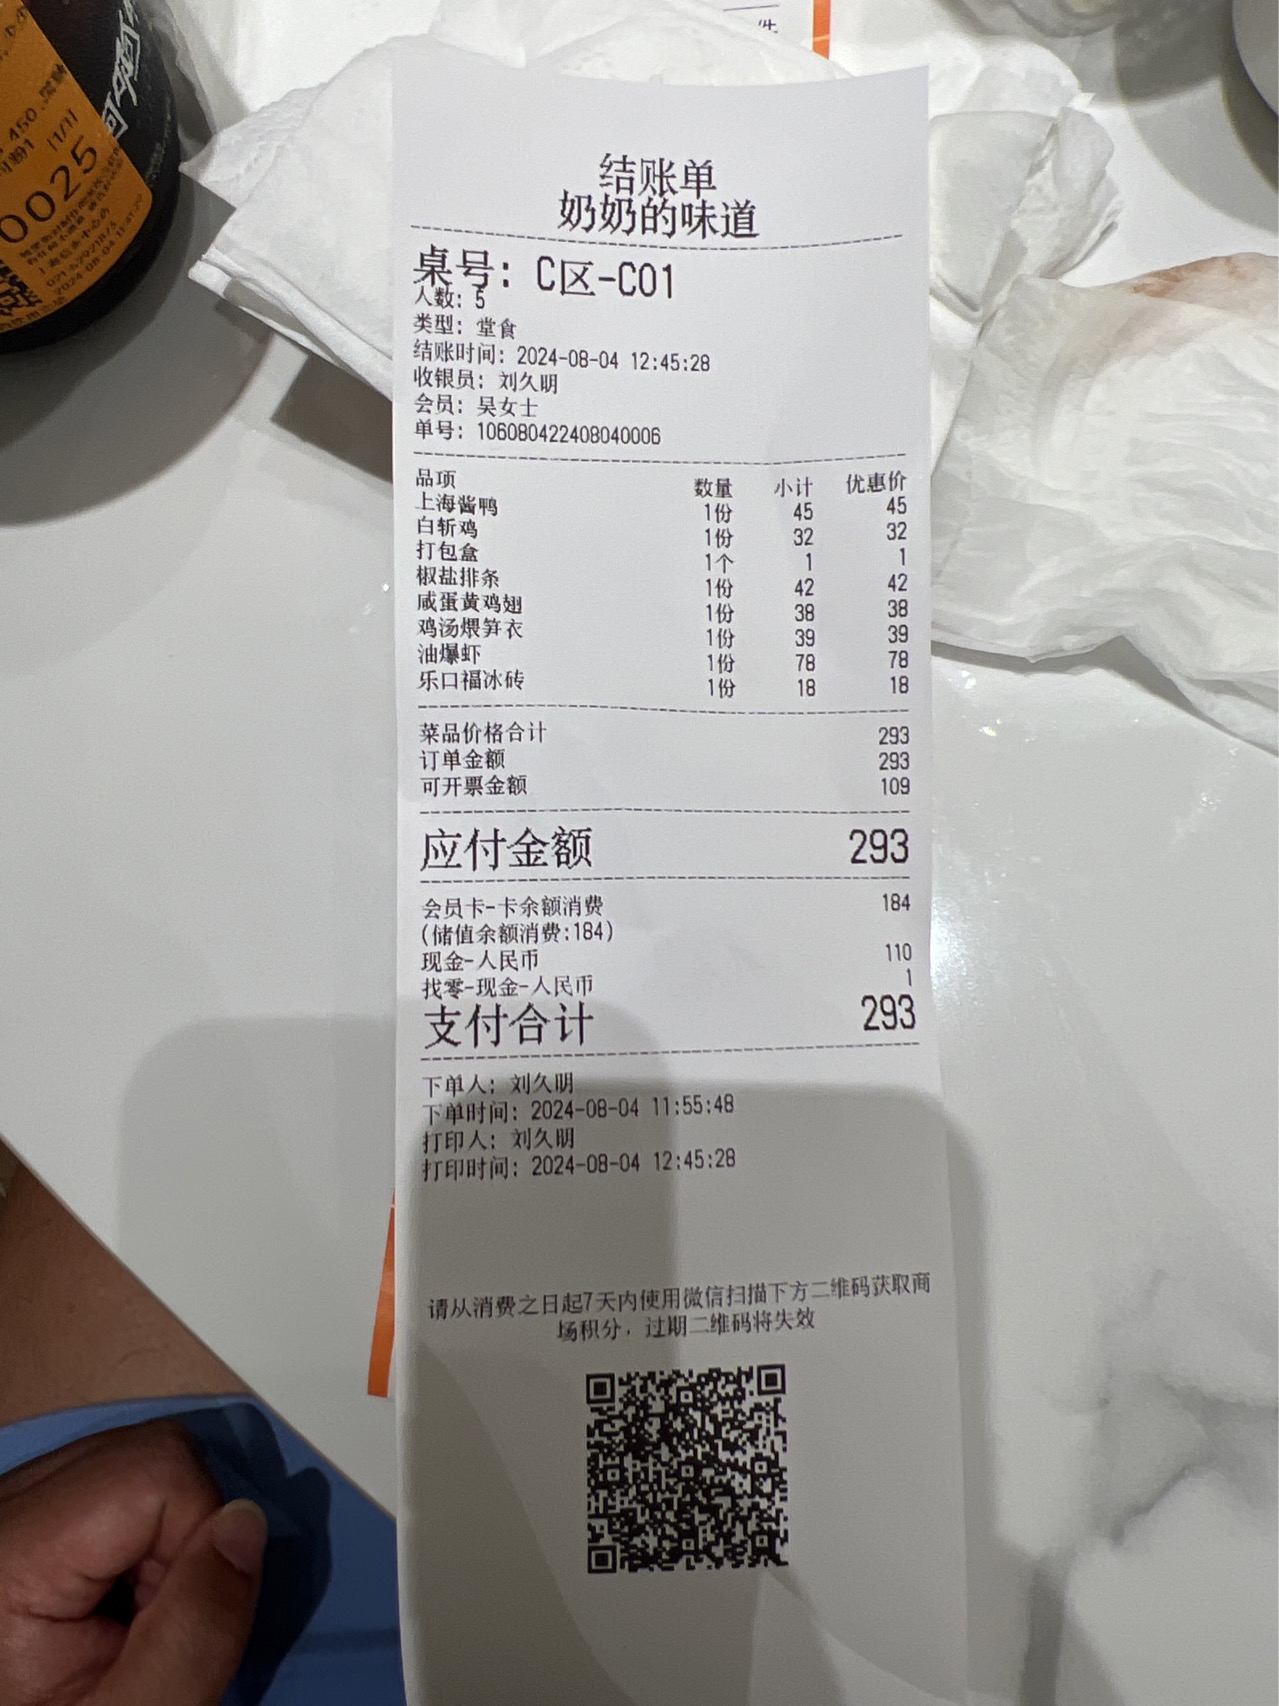 件
450
[1/1]
0025
结账单
奶奶的味道
桌号: C区-C01
人数: 5
类型: 堂食
结账时间: 2024-08-04 12:45:28
收银员: 刘久明
会员: 吴女士
单号: 106080422408040006
品项 数量 小计 优惠价
上海酱鸭 1份 45 45
白斩鸡 1份 32 32
打包盒 1个 1 1
椒盐排条 1份 42 42
咸蛋黄鸡翅 1份 38 38
鸡汤煨笋衣 1份 39 39
油爆虾 1份 78 78
乐口福冰砖 1份 18 18
菜品价格合计 293
订单金额 293
可开票金额 109
应付金额 293
会员卡-卡余额消费 184
(储值余额消费:184)
现金-人民币 110
找零-现金-人民币 1
支付合计 293
下单人: 刘久明
下单时间: 2024-08-04 11:55:48
打印人: 刘久明
打印时间: 2024-08-04 12:45:28
请从消费之日起7天内使用微信扫描下方二维码获取商
场积分，过期二维码将失效